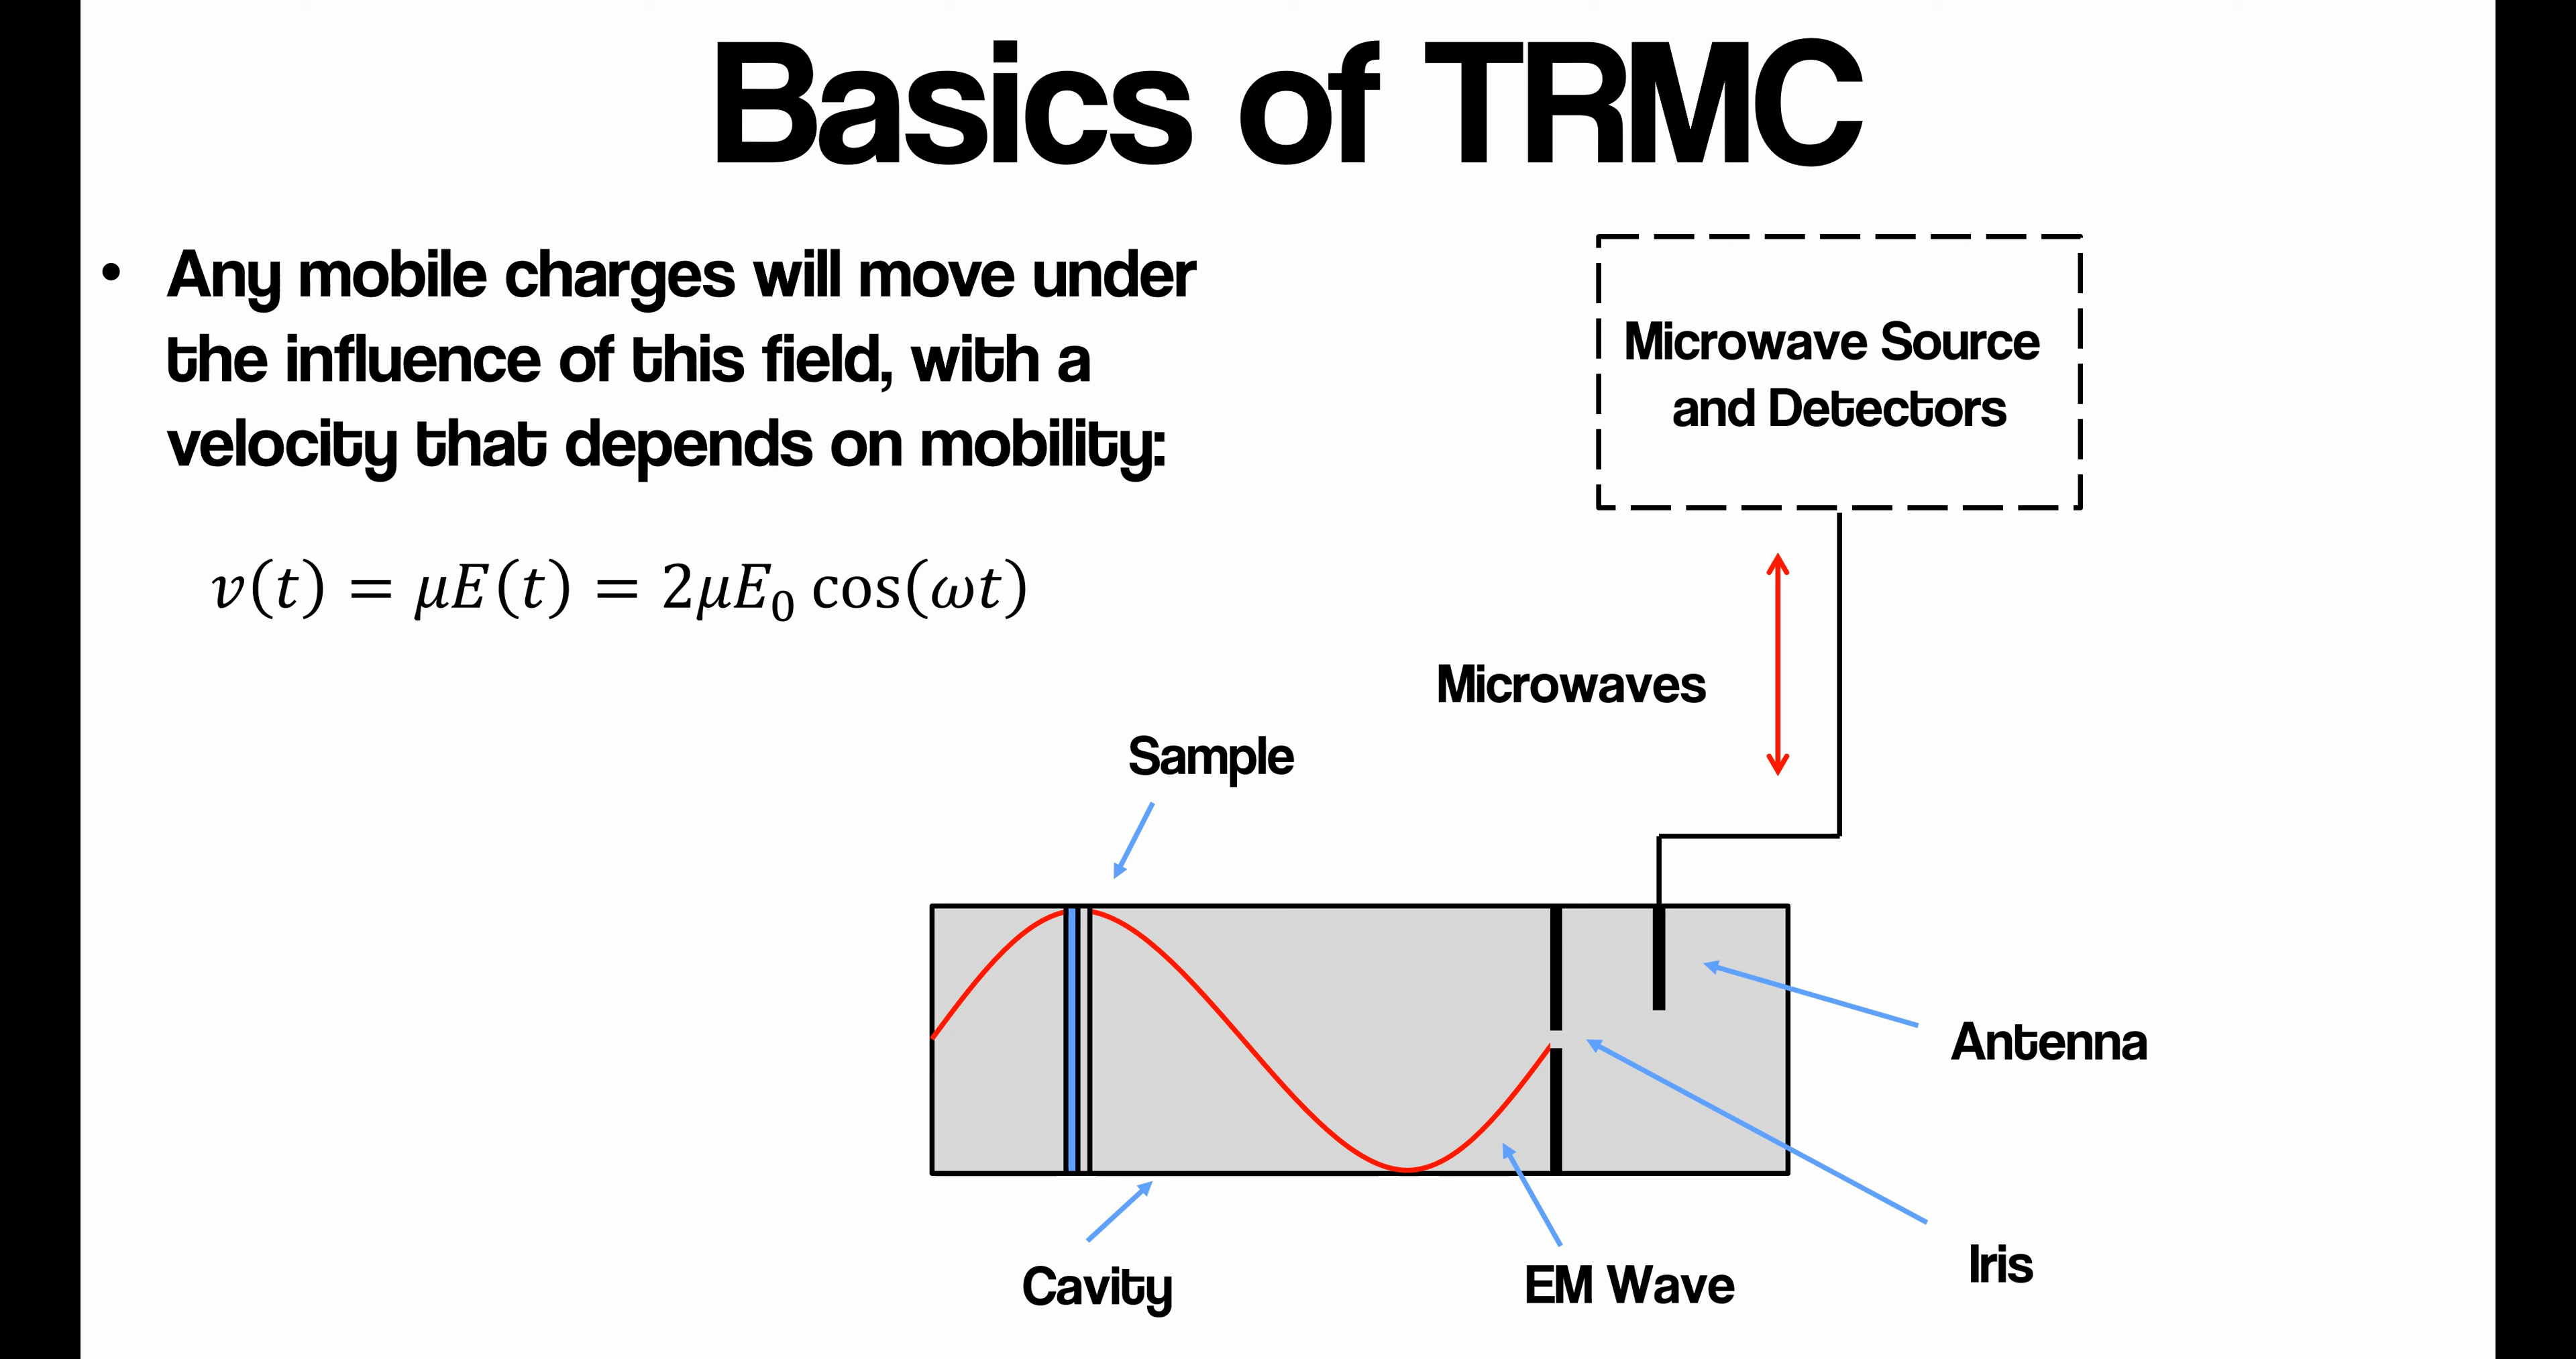 Basics of TRMC
• Any mobile charges will move under
the influence of this field, with a
velocity that depends on mobility:
v(t) = μE(t) = 2μE₀ cos(ωt)
Microwave Source
and Detectors
Microwaves
Sample
Antenna
Cavity
EM Wave
Iris